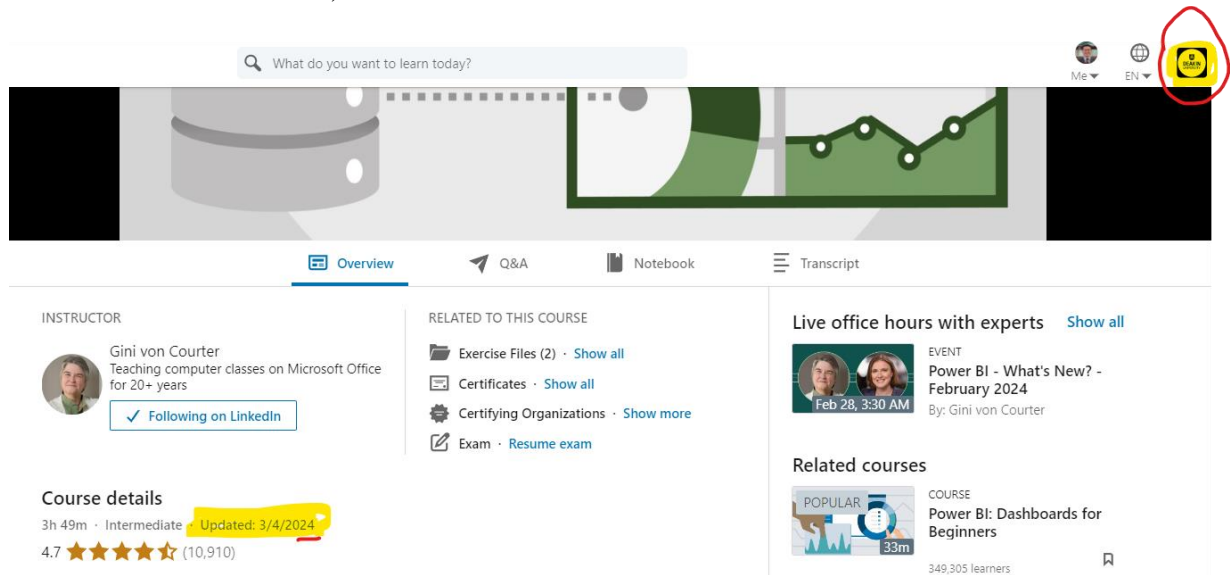 What do you want to learn today?
Me
EN
DEAKIN
Overview
Q&A
Notebook
Transcript
INSTRUCTOR
Gini von Courter
Teaching computer classes on Microsoft Office
for 20+ years
Following on LinkedIn
RELATED TO THIS COURSE
Exercise Files (2) · Show all
Certificates · Show all
Certifying Organizations · Show more
Exam · Resume exam
Course details
3h 49m · Intermediate · Updated: 3/4/2024
4.7 (10,910)
Live office hours with experts Show all
Feb 28, 3:30 AM
EVENT
Power BI - What's New? -
February 2024
By: Gini von Courter
Related courses
POPULAR
33m
COURSE
Power BI: Dashboards for
Beginners
349,305 learners